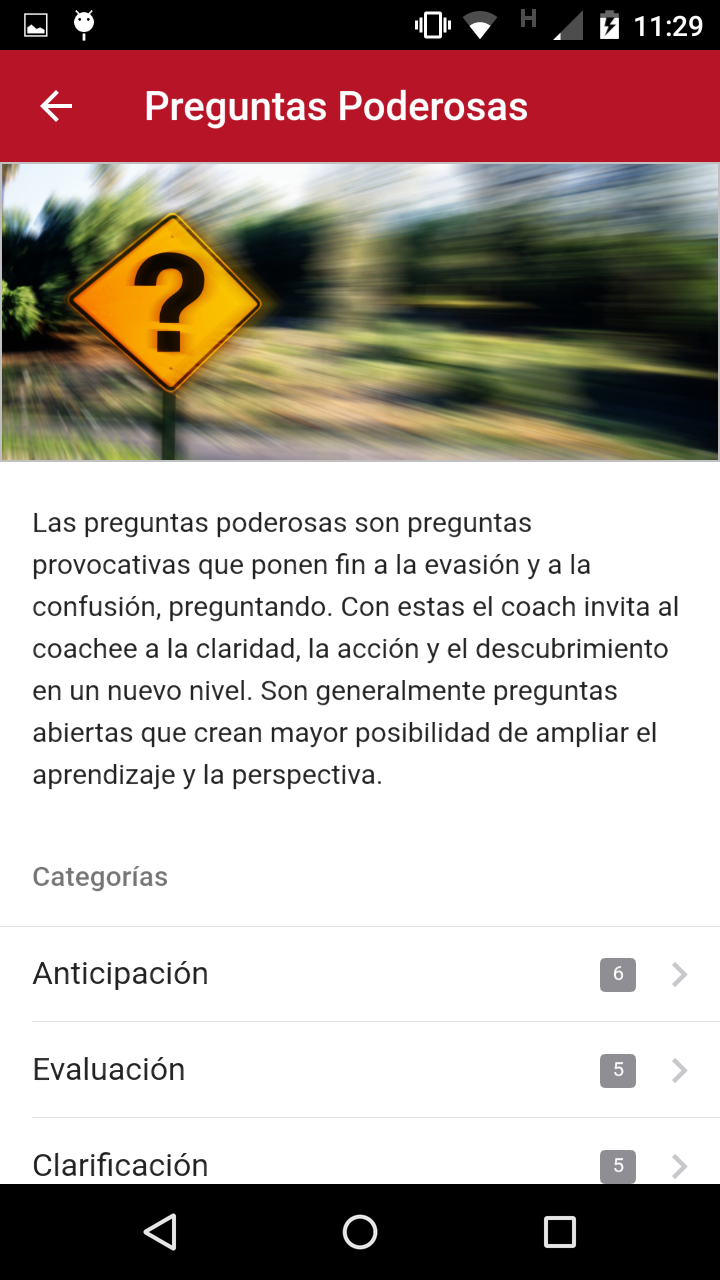 H
11:29
Preguntas Poderosas
?
Las preguntas poderosas son preguntas
provocativas que ponen fin a la evasión y a la
confusión, preguntando. Con estas el coach invita al
coachee a la claridad, la acción y el descubrimiento
en un nuevo nivel. Son generalmente preguntas
abiertas que crean mayor posibilidad de ampliar el
aprendizaje y la perspectiva.
Categorías
Anticipación 6
Evaluación 5
Clarificación 5